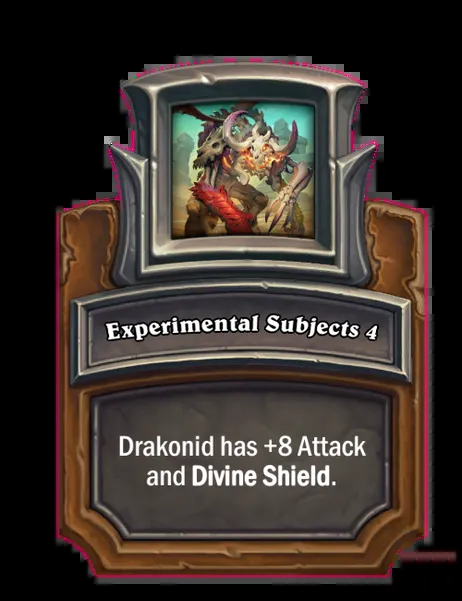 Experimental Subjects 4
Drakonid has +8 Attack
and Divine Shield.